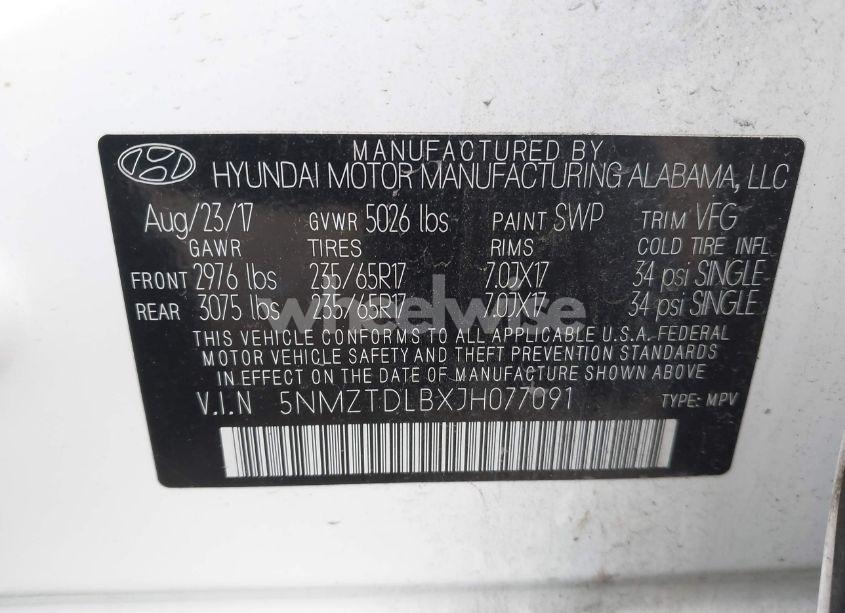 MANUFACTURED BY
HYUNDAI MOTOR MANUFACTURING ALABAMA, LLC
Aug/23/17 GVWR 5026 lbs PAINT SWP TRIM VFG
GAWR TIRES RIMS COLD TIRE INFL
FRONT 2976 lbs 235/65R17 7.0JX17 34 psi SINGLE
REAR 3075 lbs 235/65R17 7.0JX17 34 psi SINGLE
wheelwise
THIS VEHICLE CONFORMS TO ALL APPLICABLE U.S.A. FEDERAL
MOTOR VEHICLE SAFETY AND THEFT PREVENTION STANDARDS
IN EFFECT ON THE DATE OF MANUFACTURE SHOWN ABOVE
V.I.N 5NMZTDLBXJH077091 TYPE: MPV